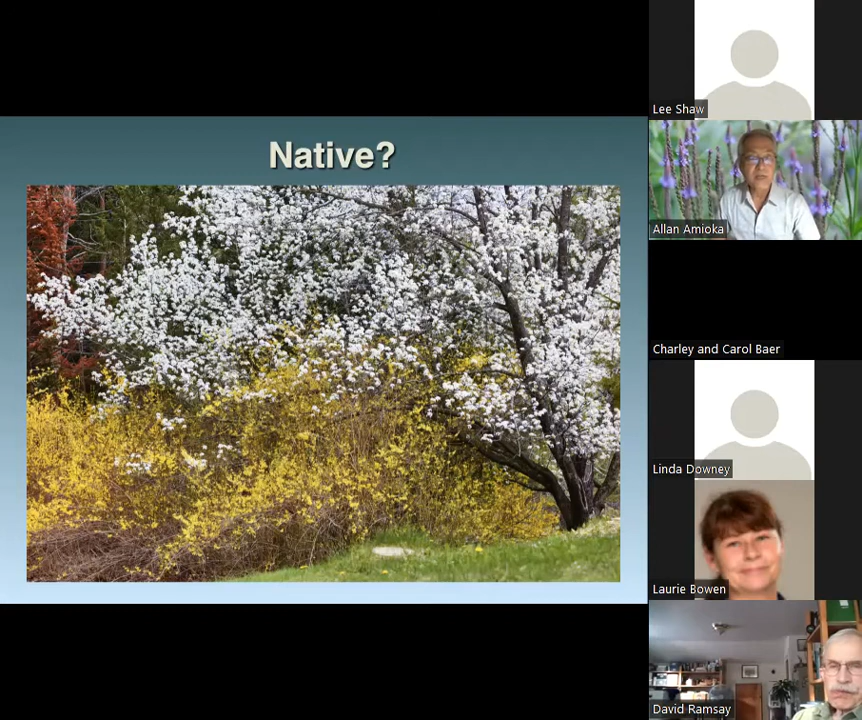 Native?
Lee Shaw
Allan Amioka
Charley and Carol Baer
Linda Downey
Laurie Bowen
David Ramsay